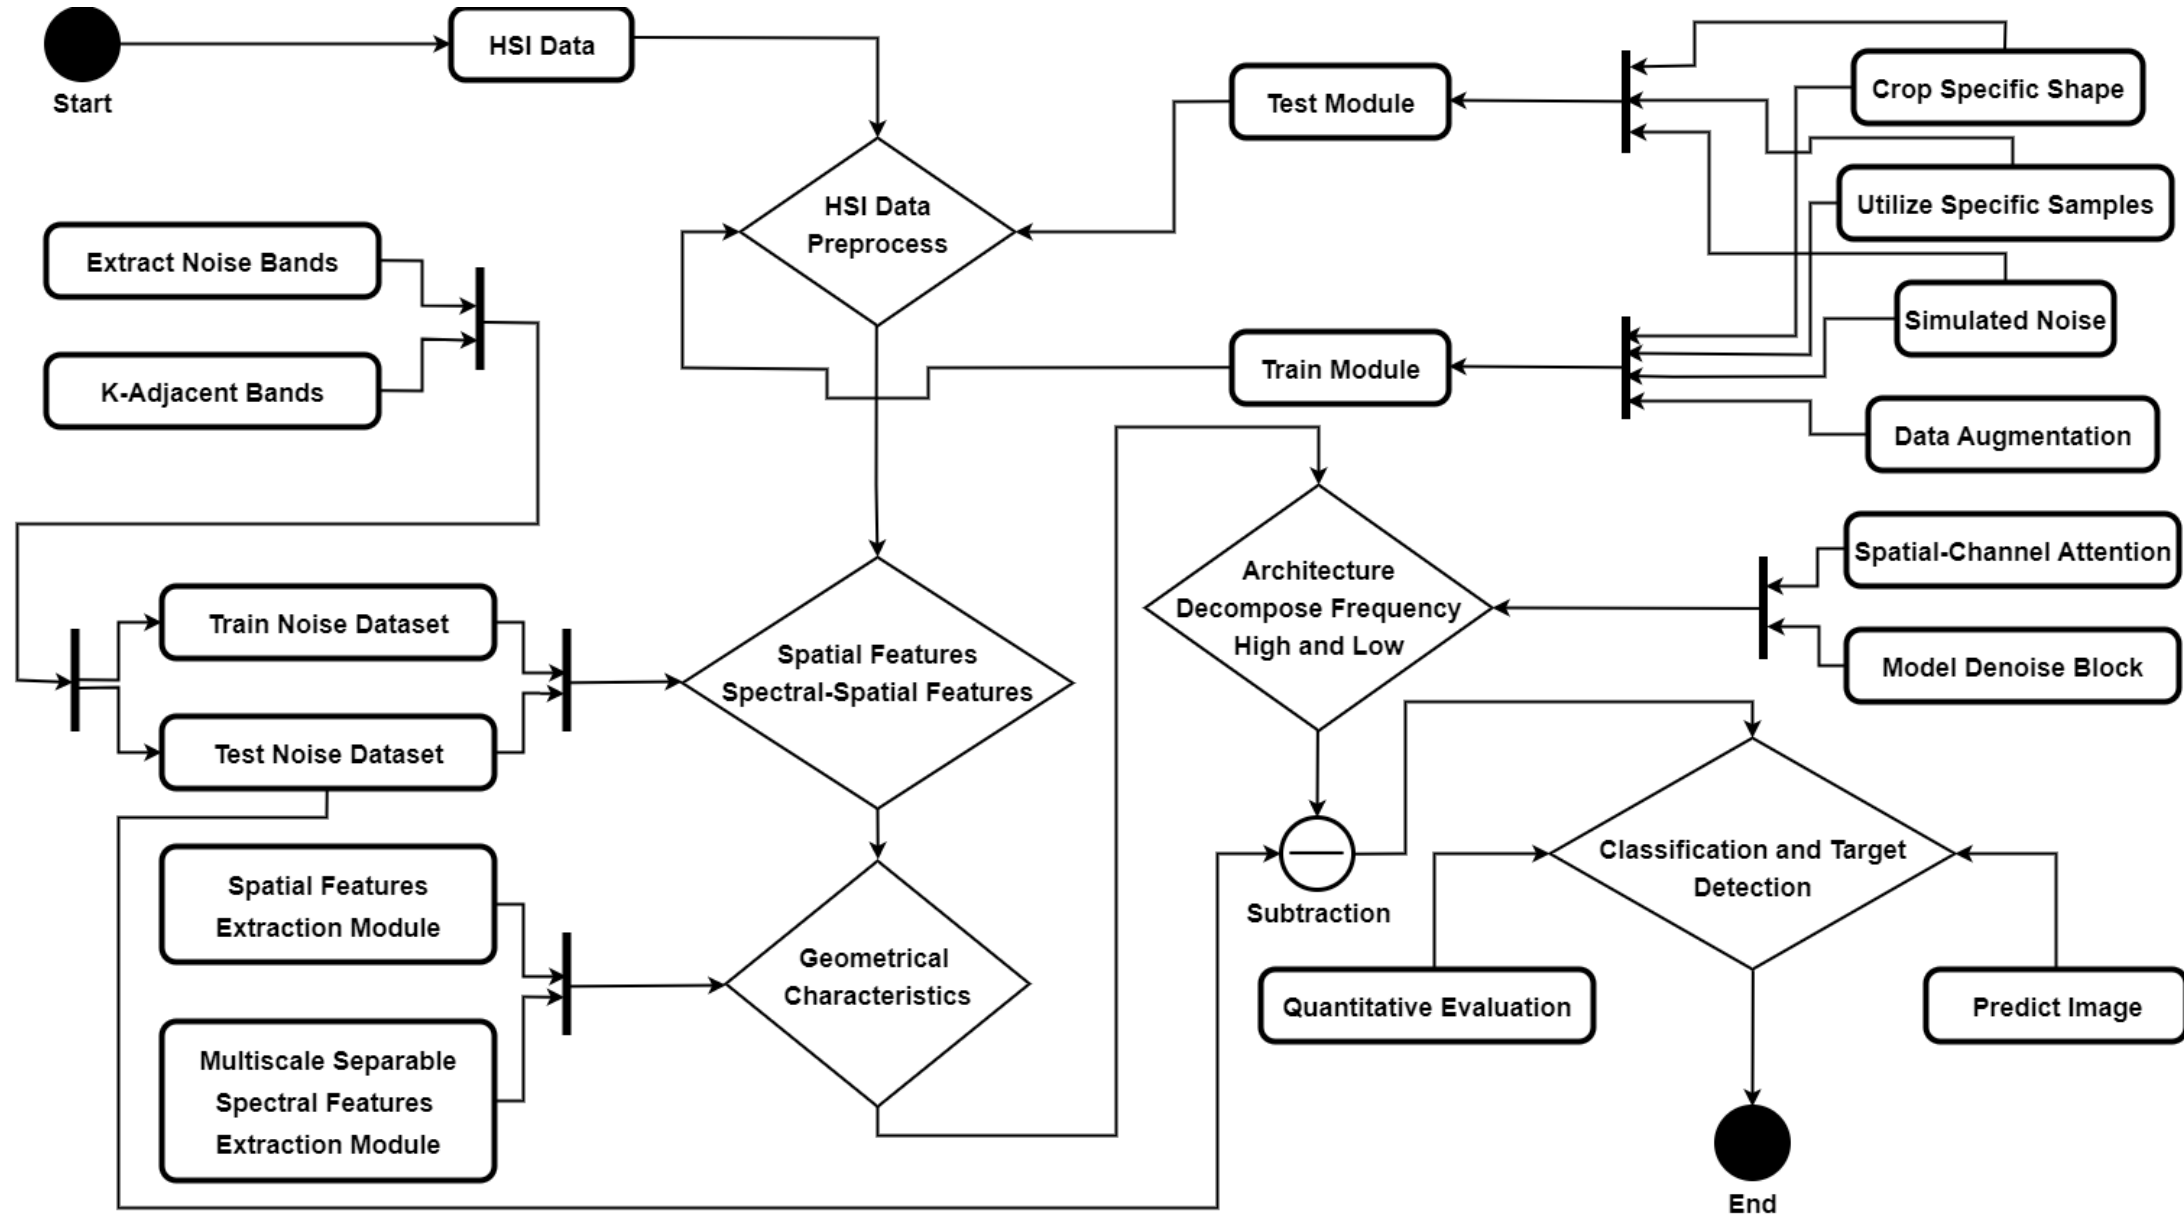 HSI Data
Start
Test Module
Crop Specific Shape
HSI Data
Preprocess
Utilize Specific Samples
Extract Noise Bands
Simulated Noise
K-Adjacent Bands
Train Module
Data Augmentation
Spatial-Channel Attention
Architecture
Decompose Frequency
High and Low
Model Denoise Block
Train Noise Dataset
Spatial Features
Spectral-Spatial Features
Test Noise Dataset
Classification and Target
Detection
Subtraction
Spatial Features
Extraction Module
Geometrical
Characteristics
Quantitative Evaluation
Predict Image
Multiscale Separable
Spectral Features
Extraction Module
End